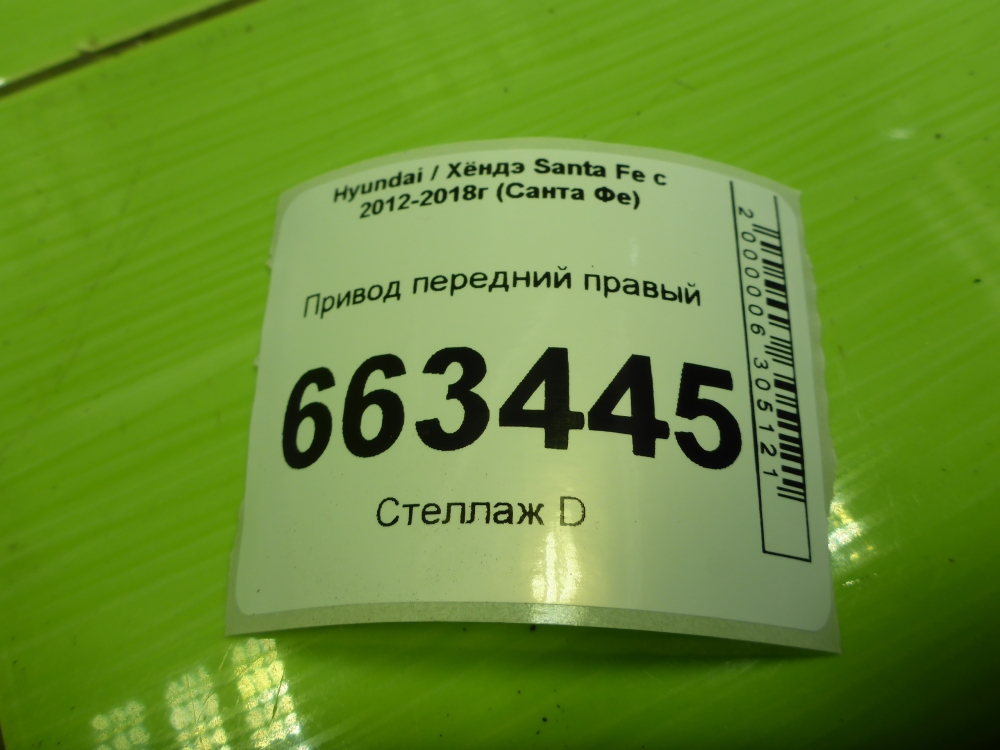 Hyundai / Хёндэ Santa Fe с
2012-2018г (Санта Фе)
Привод передний правый
663445
Стеллаж D
2000006305121